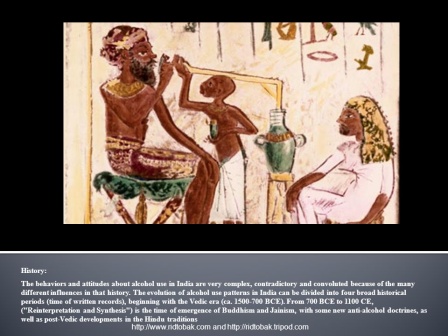 History:
The behaviors and attitudes about alcohol use in India are very complex, contradictory and convoluted because of the many
different influences in that history. The evolution of alcohol use patterns in India can be divided into four broad historical
periods (time of written records), beginning with the Vedic era (ca. 1500-700 BCE). From 700 BCE to 1100 CE,
("Reinterpretation and Synthesis") is the time of emergence of Buddhism and Jainism, with some new anti-alcohol doctrines, as
well as post-Vedic developments in the Hindu traditions
http://www.ndtobak.com and http://ndtobak.tripod.com